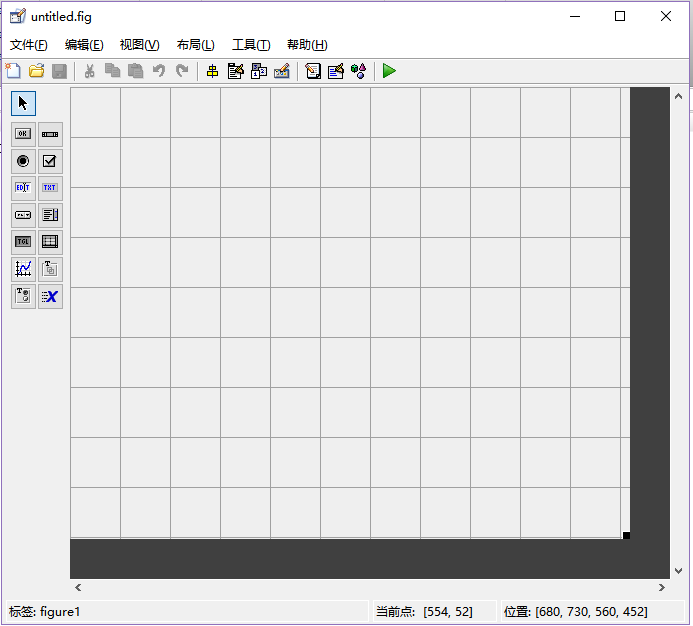 untitled.fig
文件(F) 编辑(E) 视图(V) 布局(L) 工具(T) 帮助(H)
OK
EDIT TXT
TGL
标签: figure1 当前点: [554, 52] 位置: [680, 730, 560, 452]